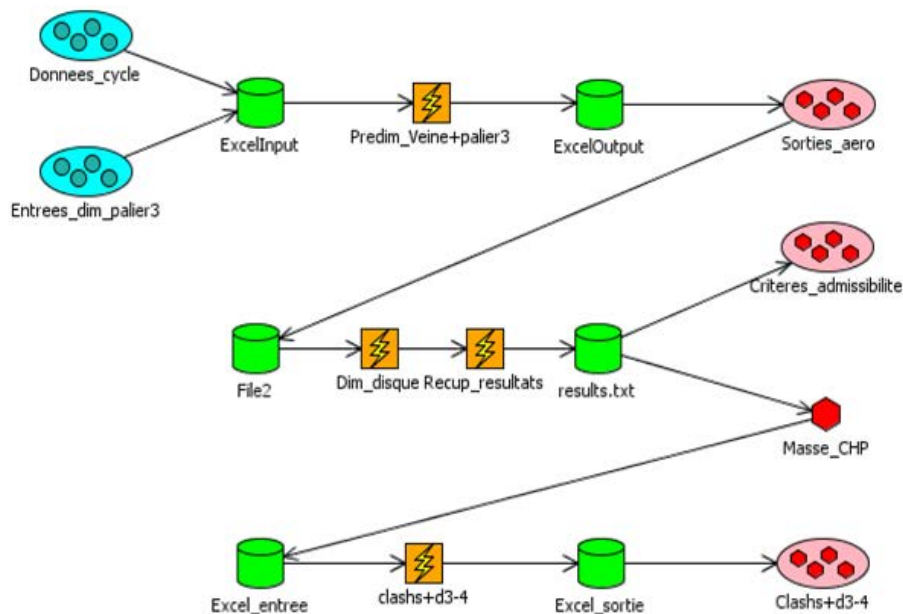 Donnees_cycle
ExcelInput
Predim_Veine+palier3
ExcelOutput
Sorties_aero
Entrees_dim_palier3
Criteres_admissibilite
File2
Dim_disque
Recup_resultats
results.txt
Masse_CHP
Excel_entree
clashs+d3-4
Excel_sortie
Clashs+d3-4